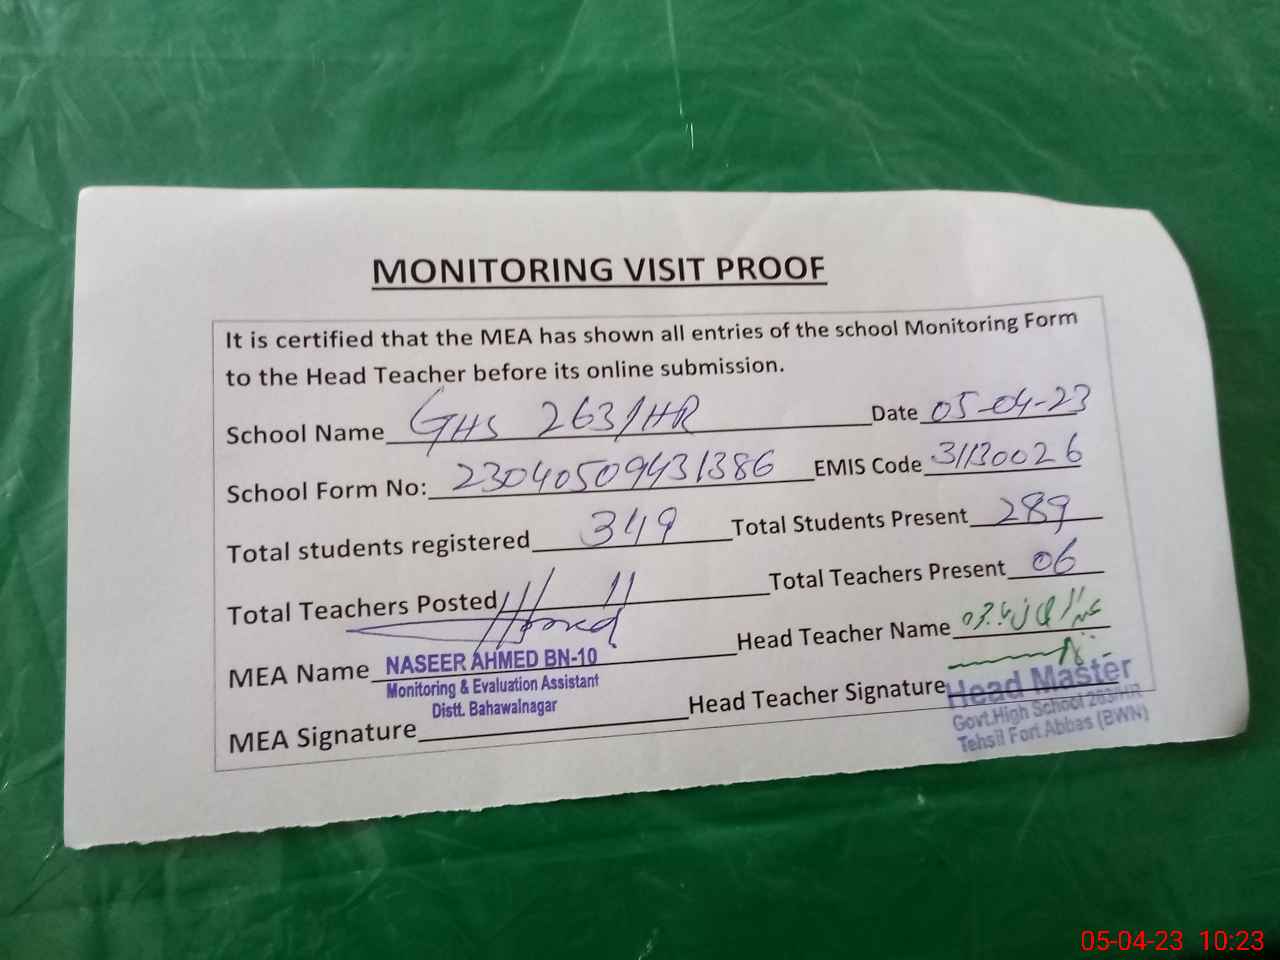 MONITORING VISIT PROOF
It is certified that the MEA has shown all entries of the school Monitoring Form
to the Head Teacher before its online submission.
School Name GHS 263/HR Date 05-04-23
School Form No: 23040509431386 EMIS Code 31130026
Total students registered 349 Total Students Present 289
Total Teachers Posted 11 Total Teachers Present 06
MEA Name NASEER AHMED BN-10 Head Teacher Name
Monitoring & Evaluation Assistant
Distt. Bahawalnagar
MEA Signature Head Teacher Signature
Head Master
Govt.High School 263/HR
Tehsil Fort Abbas (BWN)
05-04-23 10:23